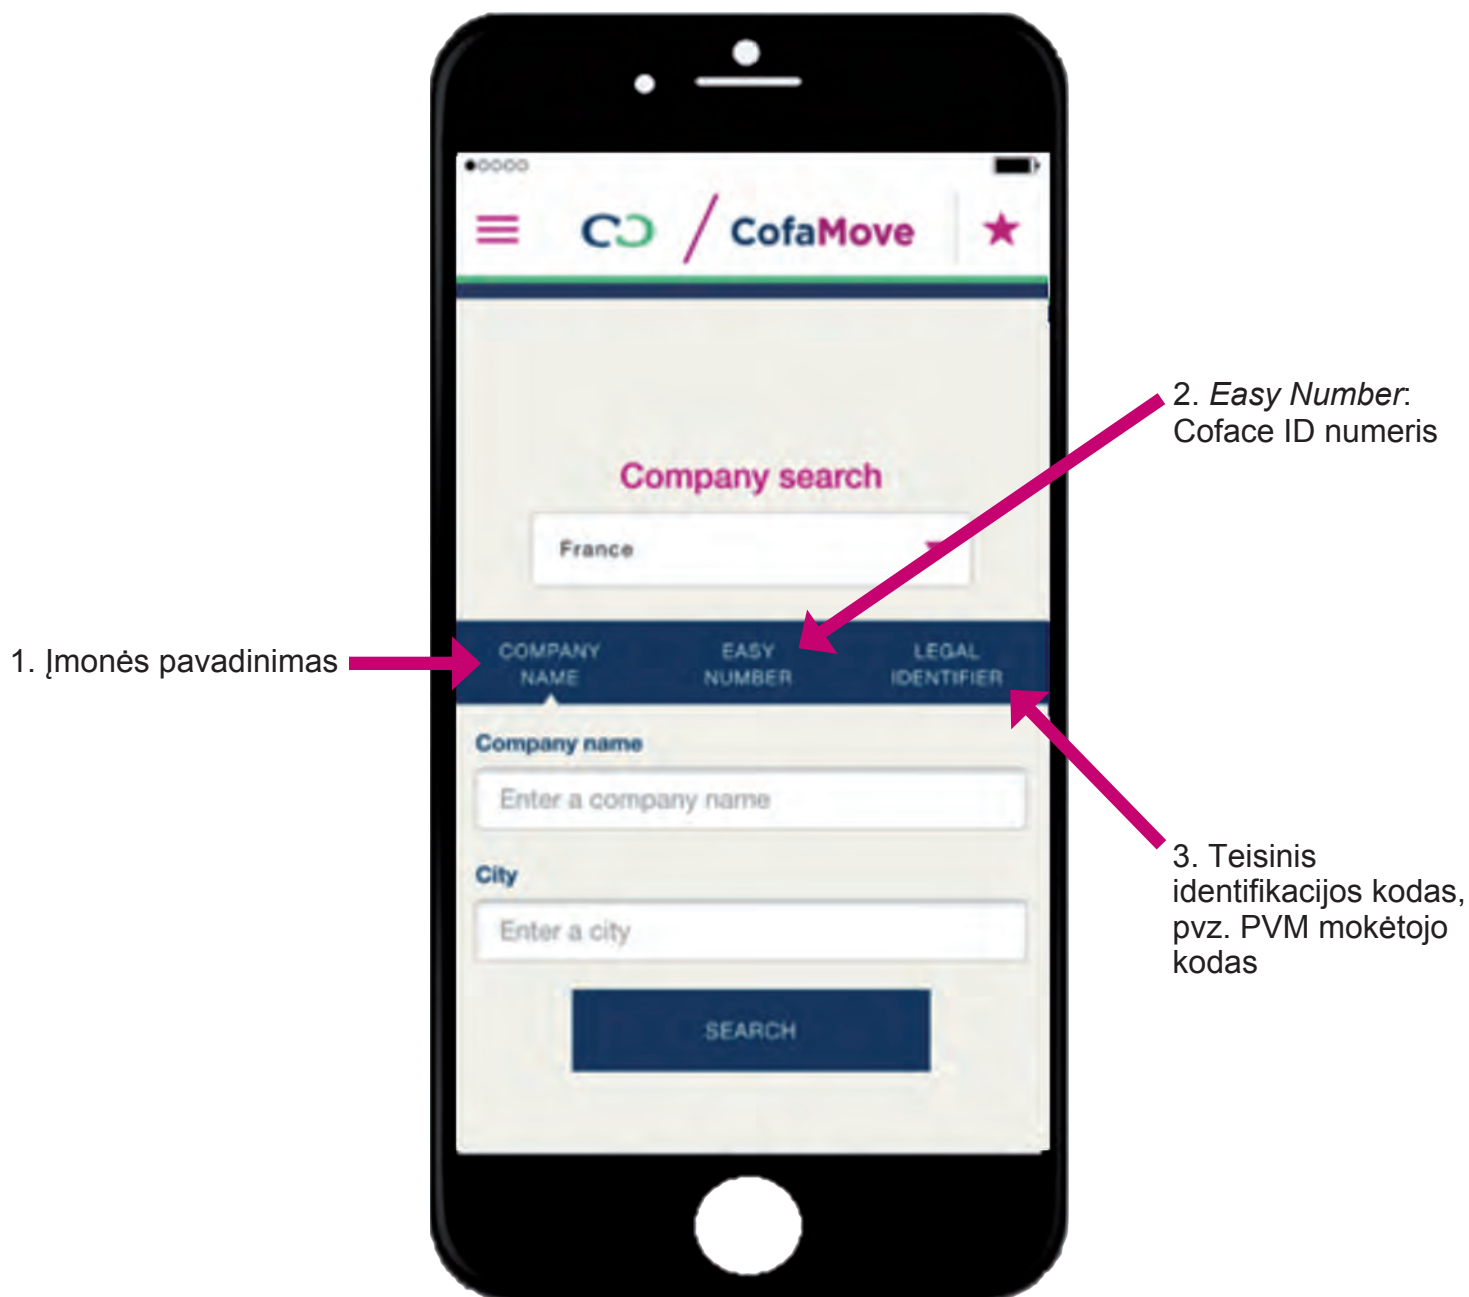 CofaMove
Company search
France
COMPANY
NAME
EASY
NUMBER
LEGAL
IDENTIFIER
Company name
Enter a company name
City
Enter a city
SEARCH
1. Įmonės pavadinimas
2. Easy Number:
Coface ID numeris
3. Teisinis
identifikacijos kodas,
pvz. PVM mokėtojo
kodas